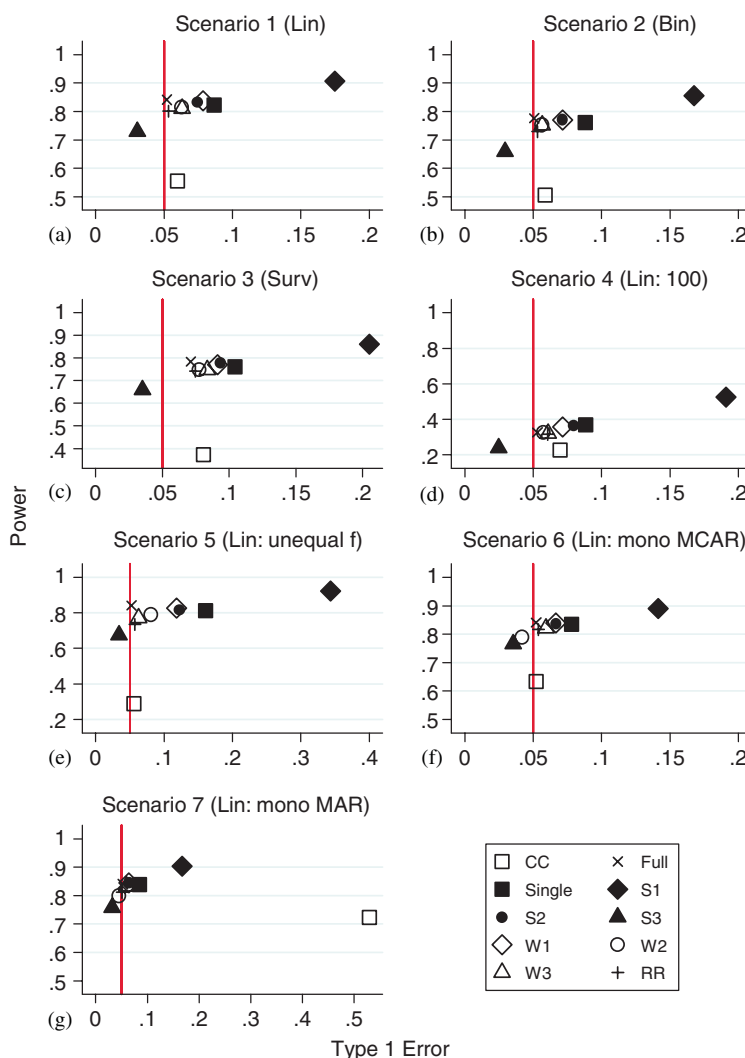 Scenario 1 (Lin)
1
.9
.8
.7
.6
.5
(a)
0 .05 .1 .15 .2
Scenario 2 (Bin)
1
.9
.8
.7
.6
.5
(b)
0 .05 .1 .15 .2
Scenario 3 (Surv)
1
.9
.8
.7
.6
.5
.4
(c)
0 .05 .1 .15 .2
Scenario 4 (Lin: 100)
1
.8
.6
.4
.2
(d)
0 .05 .1 .15 .2
Power
Scenario 5 (Lin: unequal f)
1
.8
.6
.4
.2
(e)
0 .1 .2 .3 .4
Scenario 6 (Lin: mono MCAR)
1
.9
.8
.7
.6
.5
(f)
0 .05 .1 .15 .2
Scenario 7 (Lin: mono MAR)
1
.9
.8
.7
.6
.5
(g)
0 .1 .2 .3 .4 .5
CC Full
Single S1
S2 S3
W1 W2
W3 RR
Type 1 Error